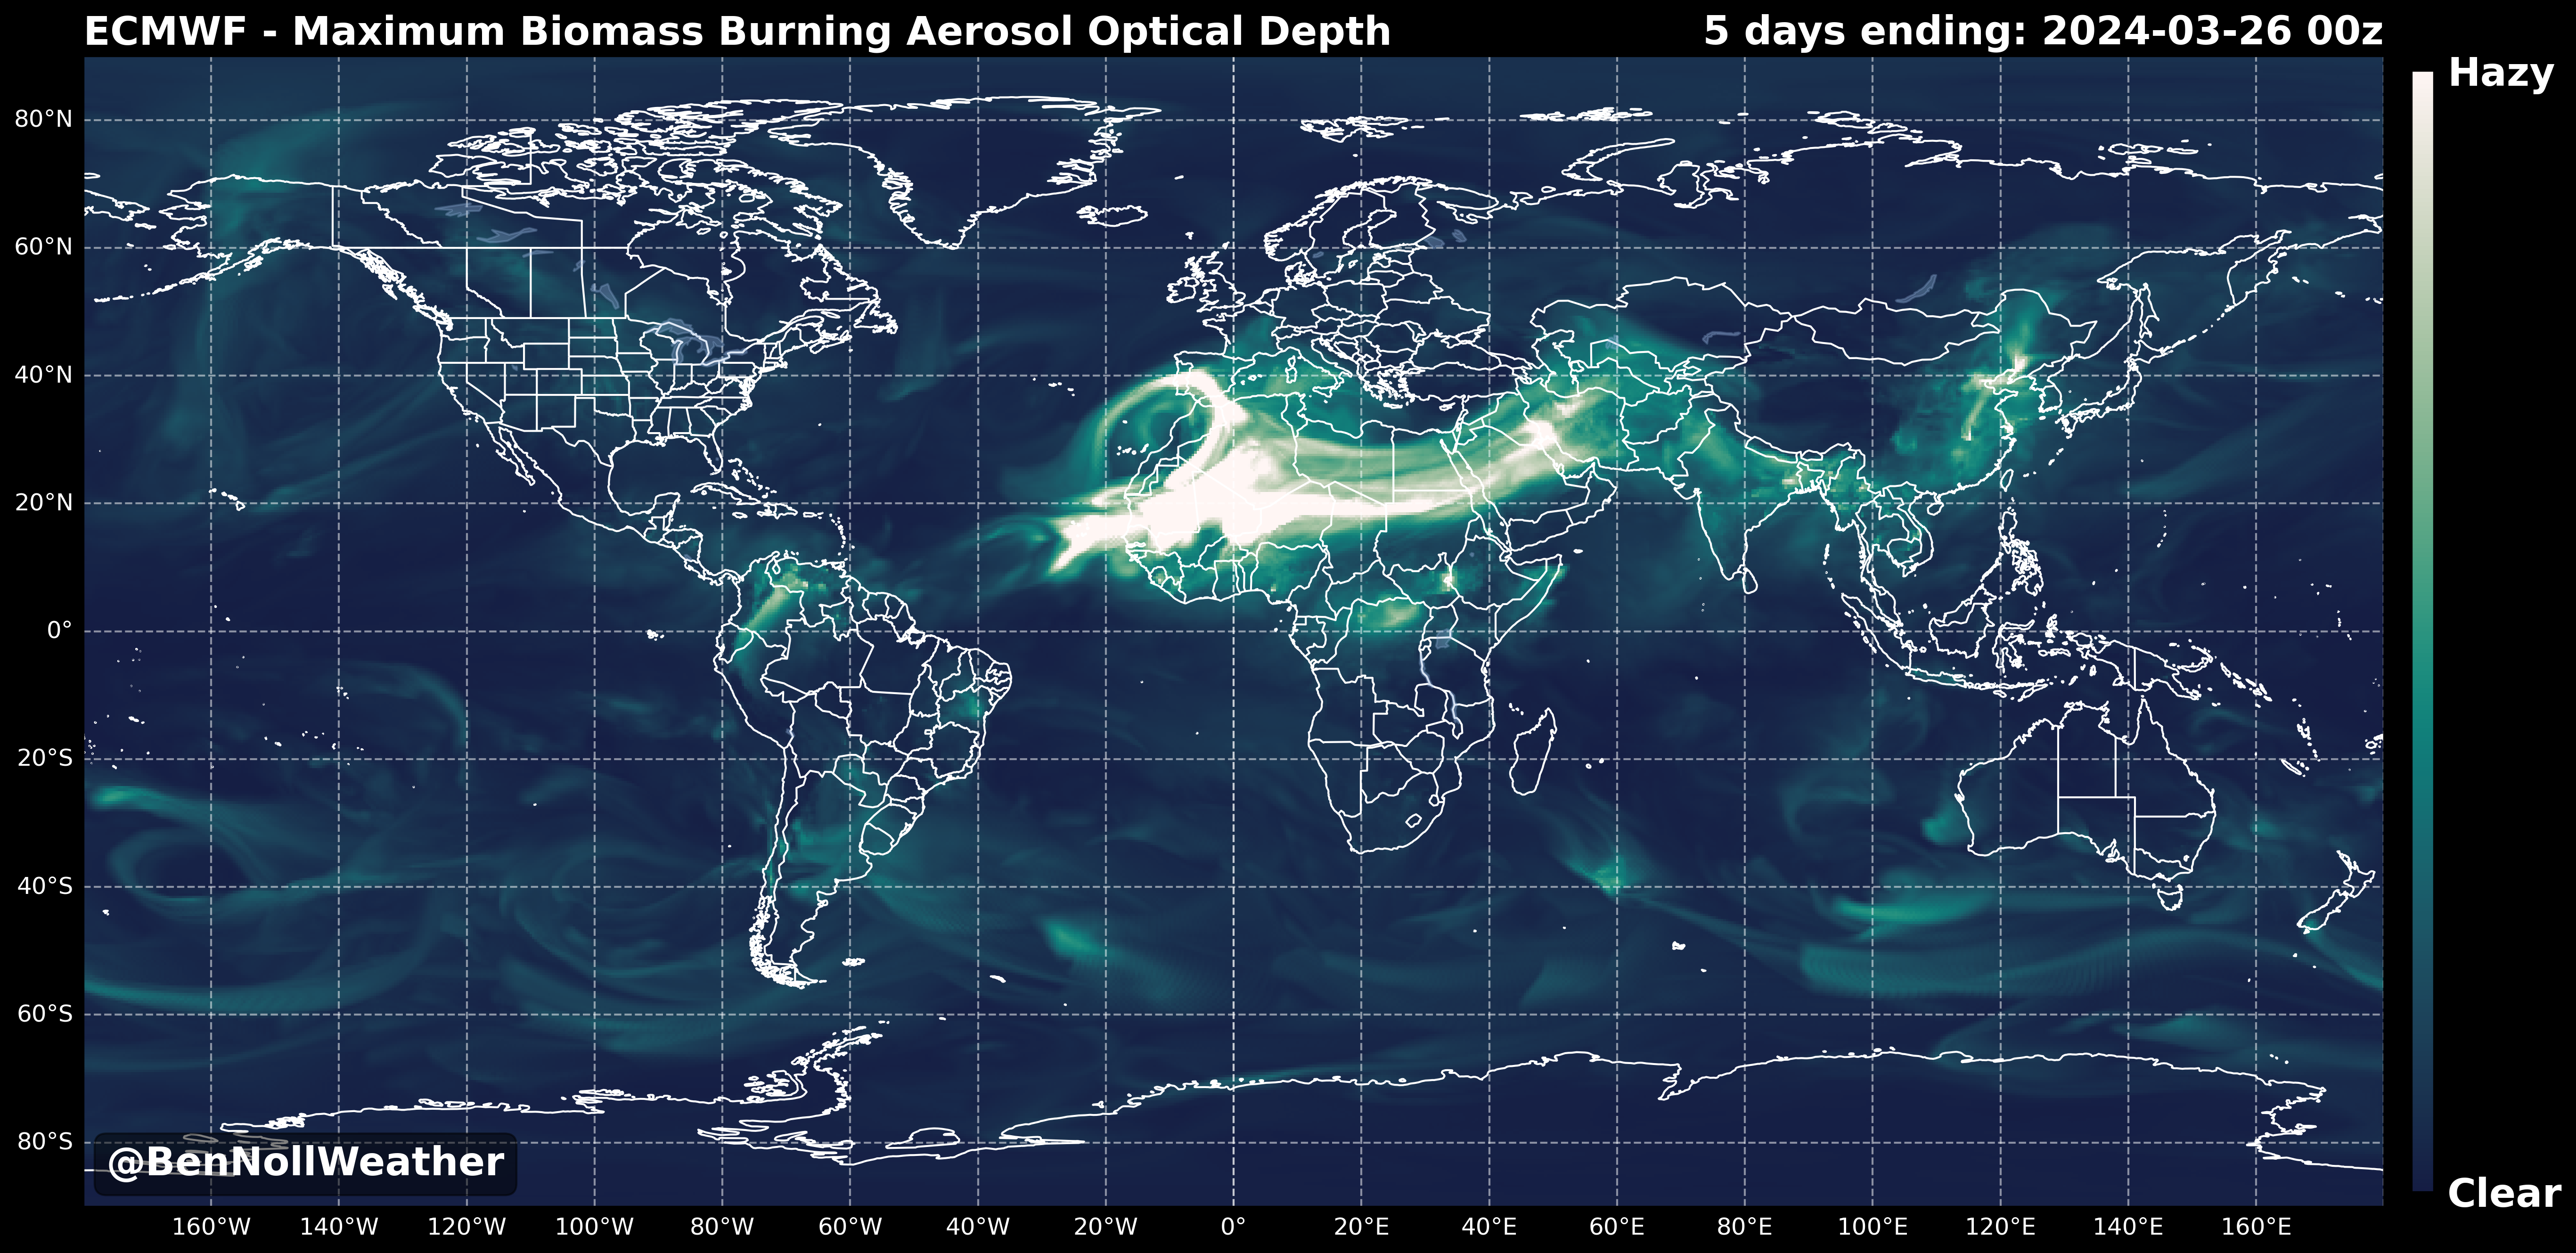 ECMWF - Maximum Biomass Burning Aerosol Optical Depth
5 days ending: 2024-03-26 00z
Hazy
80°N
60°N
40°N
20°N
0°
20°S
40°S
60°S
80°S
@BenNollWeather
Clear
160°W 140°W 120°W 100°W 80°W 60°W 40°W 20°W 0° 20°E 40°E 60°E 80°E 100°E 120°E 140°E 160°E